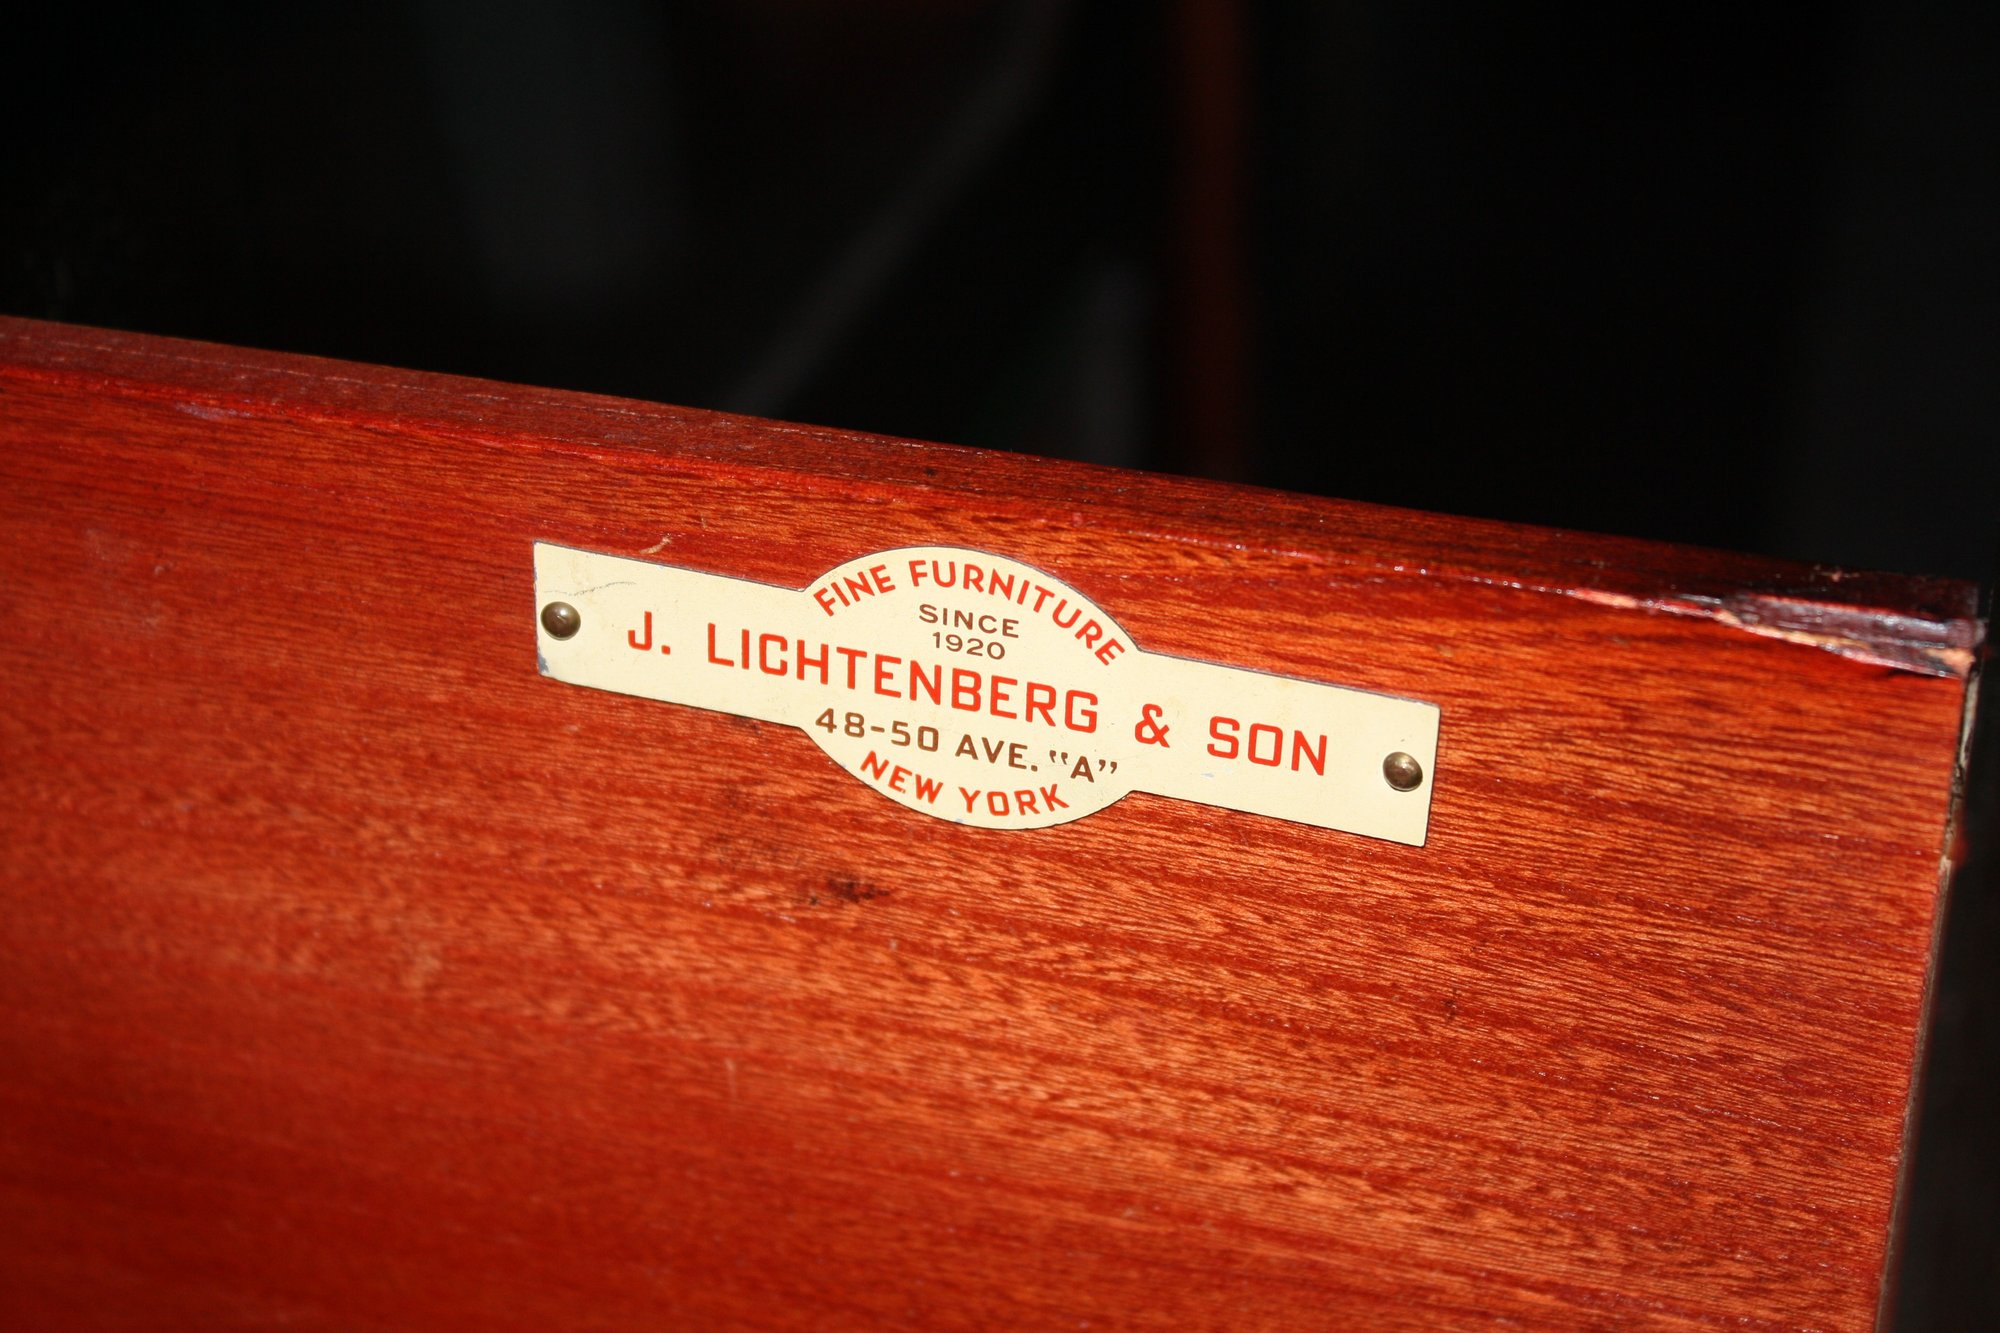 FINE FURNITURE
SINCE
1920
J. LICHTENBERG & SON
48-50 AVE. "A"
NEW YORK